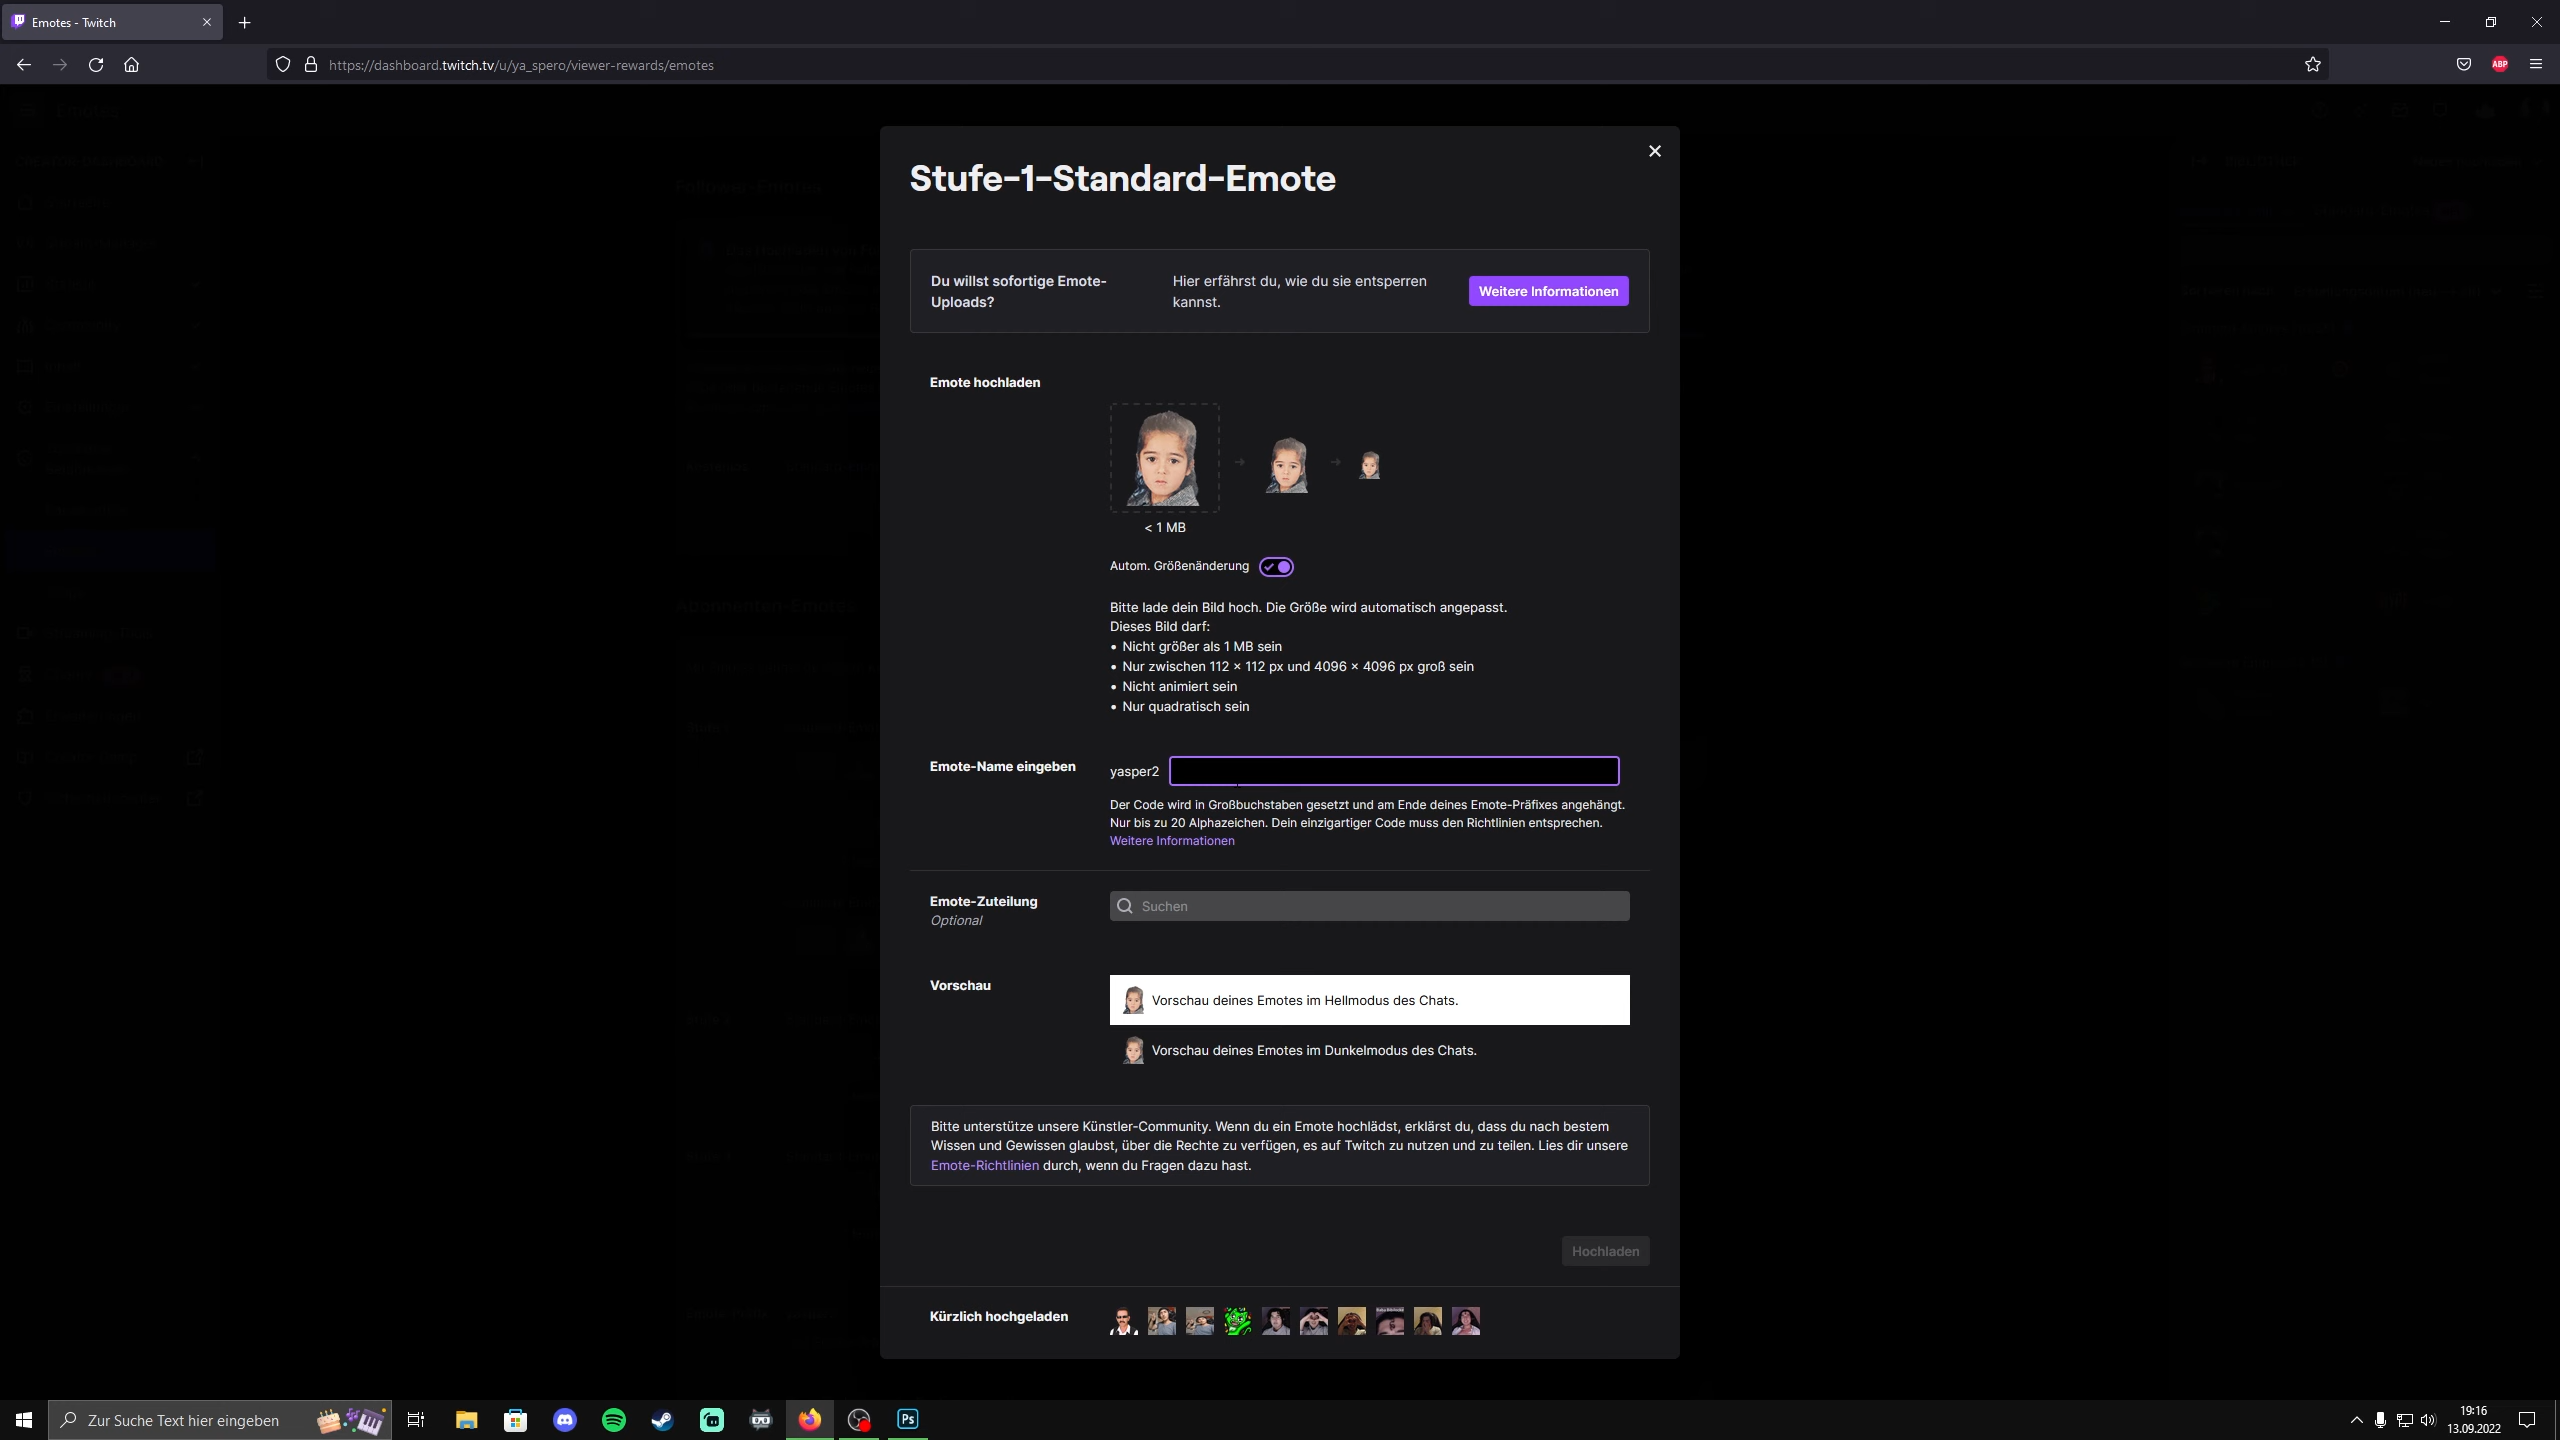 Emotes - Twitch
https://dashboard.twitch.tv/u/ya_spero/viewer-rewards/emotes
ABP
Emotes
Stufe-1-Standard-Emote
Du willst sofortige Emote-
Uploads?
Hier erfährst du, wie du sie entsperren
kannst.
Weitere Informationen
Emote hochladen
< 1 MB
Autom. Größenänderung
Bitte lade dein Bild hoch. Die Größe wird automatisch angepasst.
Dieses Bild darf:
• Nicht größer als 1 MB sein
• Nur zwischen 112 × 112 px und 4096 × 4096 px groß sein
• Nicht animiert sein
• Nur quadratisch sein
Emote-Name eingeben
yasper2
Der Code wird in Großbuchstaben gesetzt und am Ende deines Emote-Präfixes angehängt.
Nur bis zu 20 Alphazeichen. Dein einzigartiger Code muss den Richtlinien entsprechen.
Weitere Informationen
Emote-Zuteilung
Optional
Suchen
Vorschau
Vorschau deines Emotes im Hellmodus des Chats.
Vorschau deines Emotes im Dunkelmodus des Chats.
Bitte unterstütze unsere Künstler-Community. Wenn du ein Emote hochlädst, erklärst du, dass du nach bestem
Wissen und Gewissen glaubst, über die Rechte zu verfügen, es auf Twitch zu nutzen und zu teilen. Lies dir unsere
Emote-Richtlinien durch, wenn du Fragen dazu hast.
Hochladen
Kürzlich hochgeladen
Zur Suche Text hier eingeben
Ps
19:16
13.09.2022